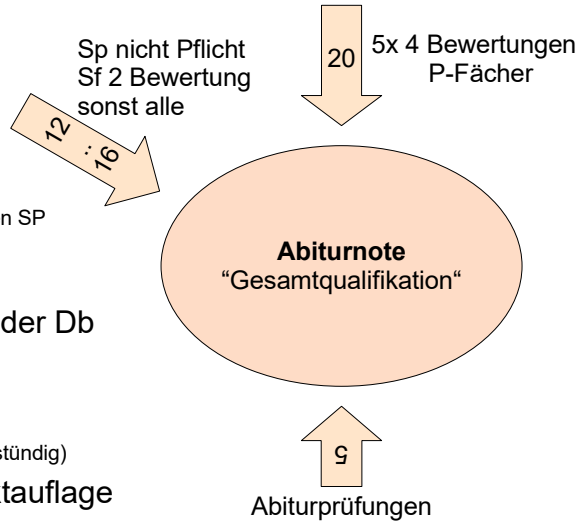 Sp nicht Pflicht
Sf 2 Bewertung
sonst alle
20
5x 4 Bewertungen
P-Fächer
12 .. 16
n SP
Abiturnote
“Gesamtqualifikation“
der Db
stündig)
ktauflage
5
Abiturprüfungen